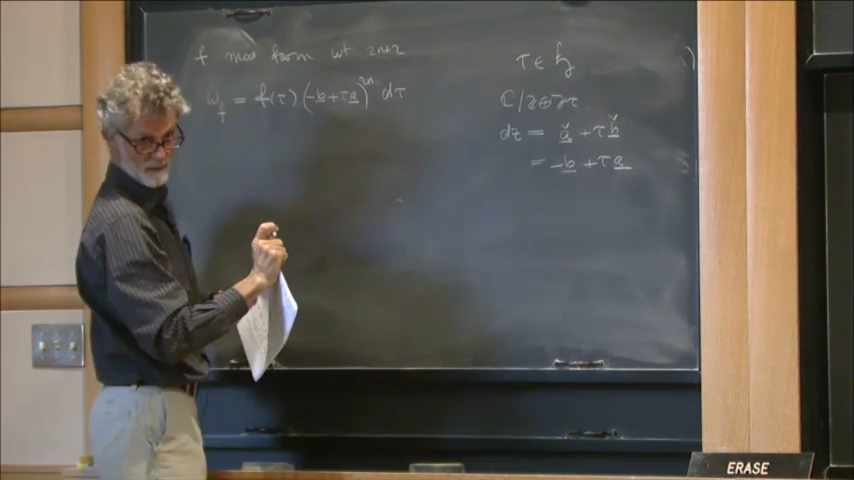 f mod form wt 2n+2
ω_f = f(τ) (-b + τa)^2n dτ
τ ∈ 𝔥
ℂ/ℤ⊕ℤτ
dz = ǎ + τb̌
= -b + τa
ERASE